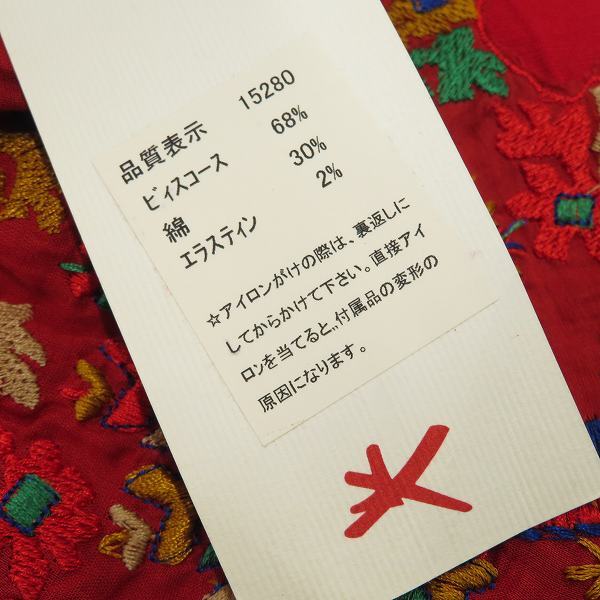 品質表示 15280
ビィスコース 68%
綿 30%
エラスティン 2%
☆アイロンがけの際は、裏返しに
してからかけて下さい。直接アイ
ロンを当てると、付属品の変形の
原因になります。